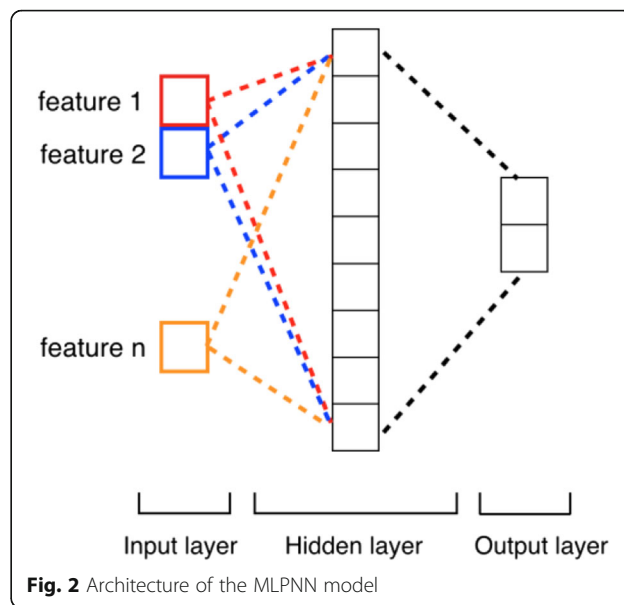 feature 1
feature 2
feature n
Input layer Hidden layer Output layer
Fig. 2 Architecture of the MLPNN model